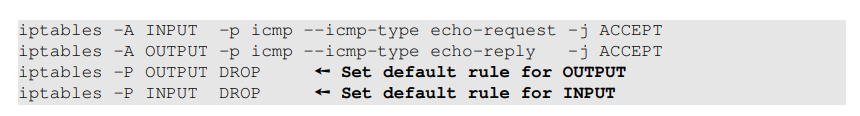 iptables -A INPUT  -p icmp --icmp-type echo-request -j ACCEPT
iptables -A OUTPUT -p icmp --icmp-type echo-reply   -j ACCEPT
iptables -P OUTPUT DROP     ← Set default rule for OUTPUT
iptables -P INPUT  DROP     ← Set default rule for INPUT